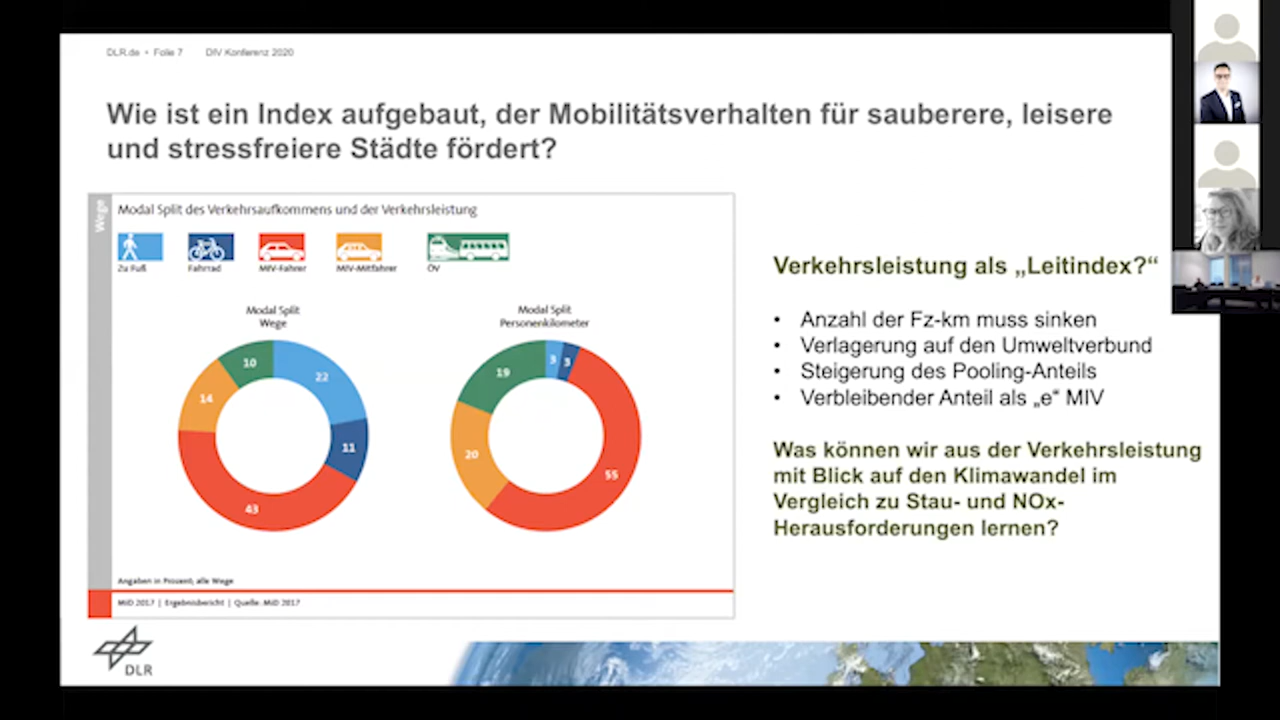 DLR.de • Folie 7 DIV Konferenz 2020
Wie ist ein Index aufgebaut, der Mobilitätsverhalten für sauberere, leisere
und stressfreiere Städte fördert?
Wege
Modal Split des Verkehrsaufkommens und der Verkehrsleistung
Zu Fuß Fahrrad MIV-Fahrer MIV-Mitfahrer ÖV
Modal Split
Wege
10
22
14
11
43
Modal Split
Personenkilometer
3
3
19
20
55
Angaben in Prozent; alle Wege
MiD 2017 | Ergebnisbericht | Quelle: MiD 2017
Verkehrsleistung als „Leitindex?“
• Anzahl der Fz-km muss sinken
• Verlagerung auf den Umweltverbund
• Steigerung des Pooling-Anteils
• Verbleibender Anteil als „e“ MIV
Was können wir aus der Verkehrsleistung
mit Blick auf den Klimawandel im
Vergleich zu Stau- und NOx-
Herausforderungen lernen?
DLR